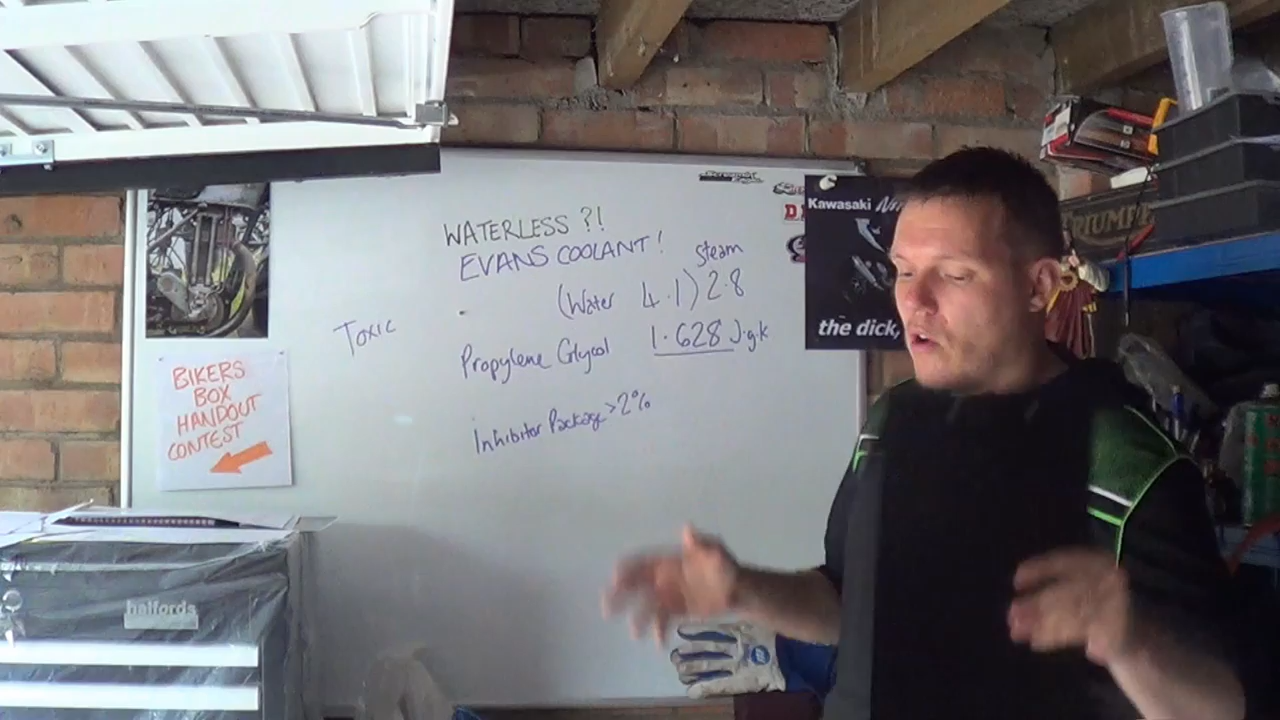 WATERLESS ?!
EVANS COOLANT!
steam
(Water 4.1) 2.8
Toxic
Propylene Glycol 1.628 J.g.k
Inhibitor Package >2%
BIKERS
BOX
HANDOUT
CONTEST
Kawasaki
the dick,
TRIUMPH
halfords